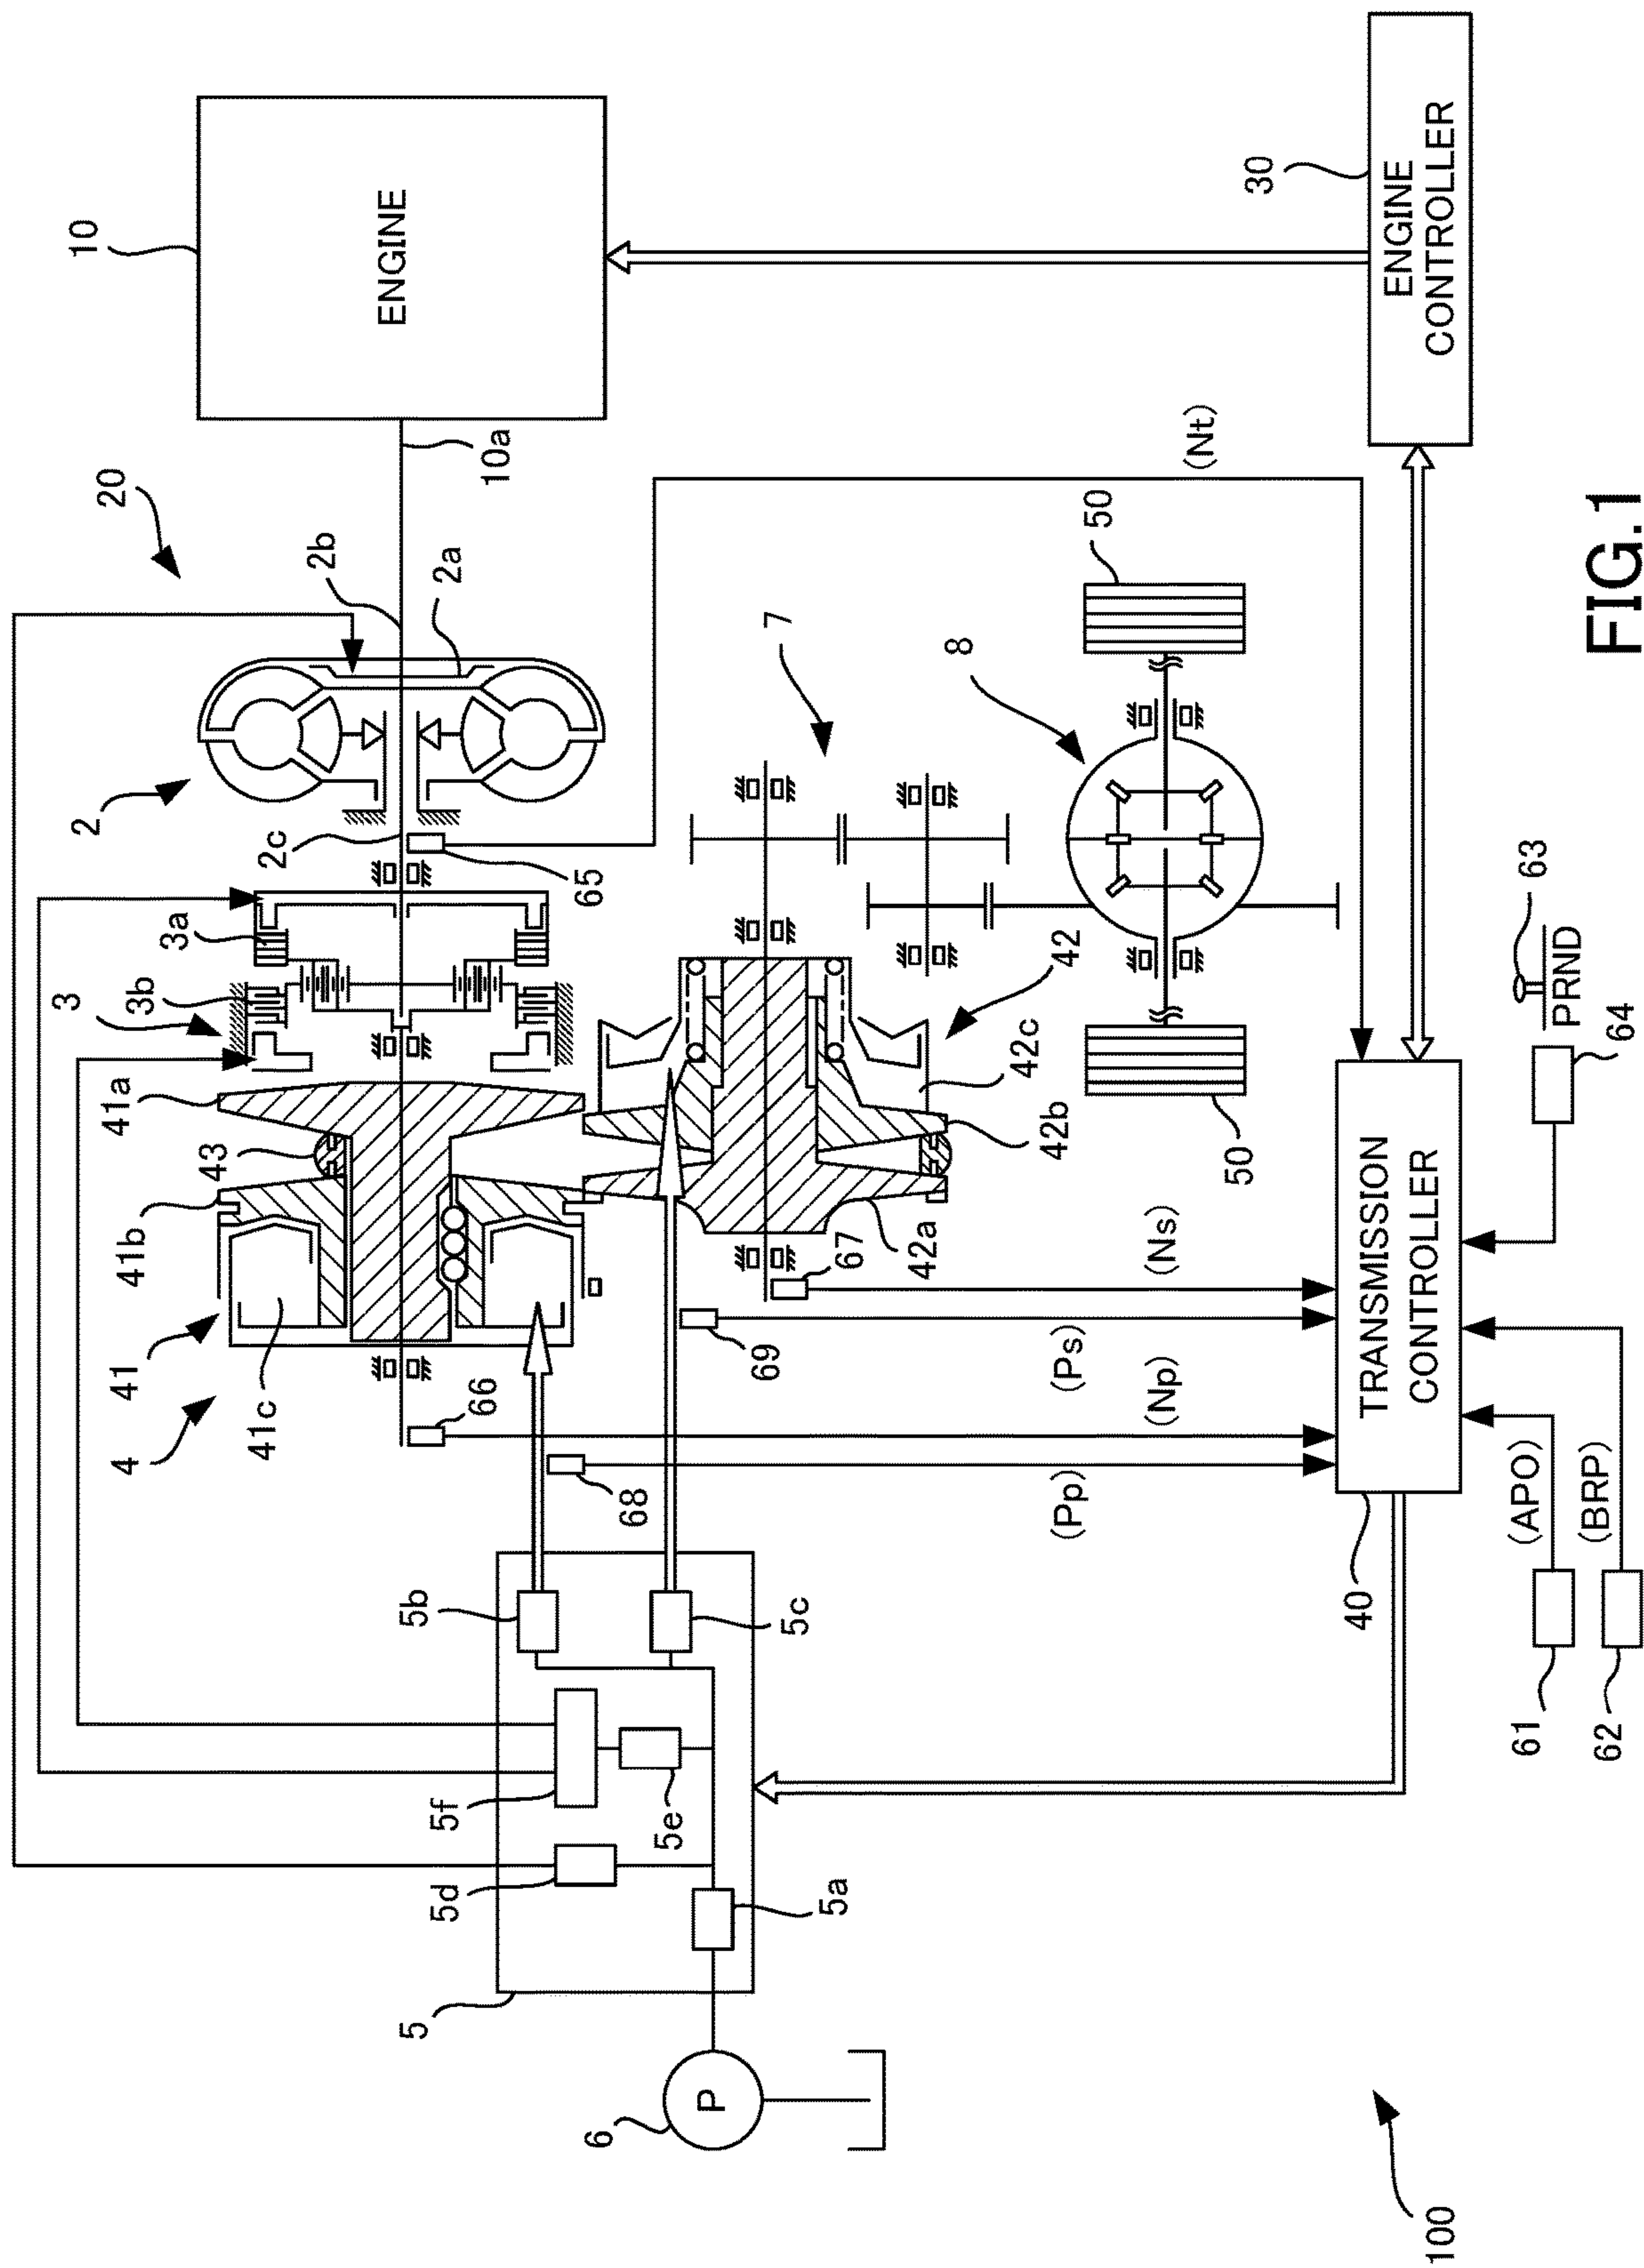 10
ENGINE
10a
20
2b
2a
2
2c
65
3
3a
3b
41a
43
41b
41
41c
4
66
68
69
67
42a
42b
42c
42
7
8
50
50
(Nt)
(Ns)
(Ps)
(Np)
(Pp)
30
ENGINE
CONTROLLER
TRANSMISSION
CONTROLLER
40
63
PRND
64
(APO)
(BRP)
61
62
5b
5c
5f
5e
5d
5a
5
6
P
100
FIG.1